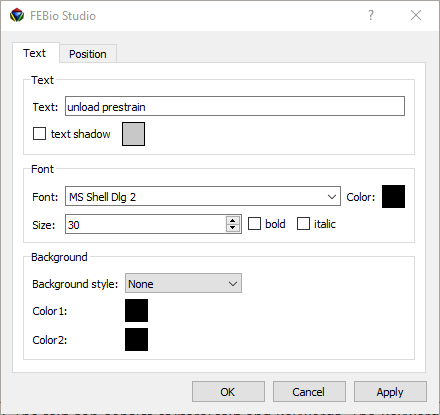 FEBio Studio
?
Text Position
Text
Text: unload prestrain
text shadow
Font
Font: MS Shell Dlg 2 Color:
Size: 30 bold italic
Background
Background style: None
Color1:
Color2:
OK Cancel Apply